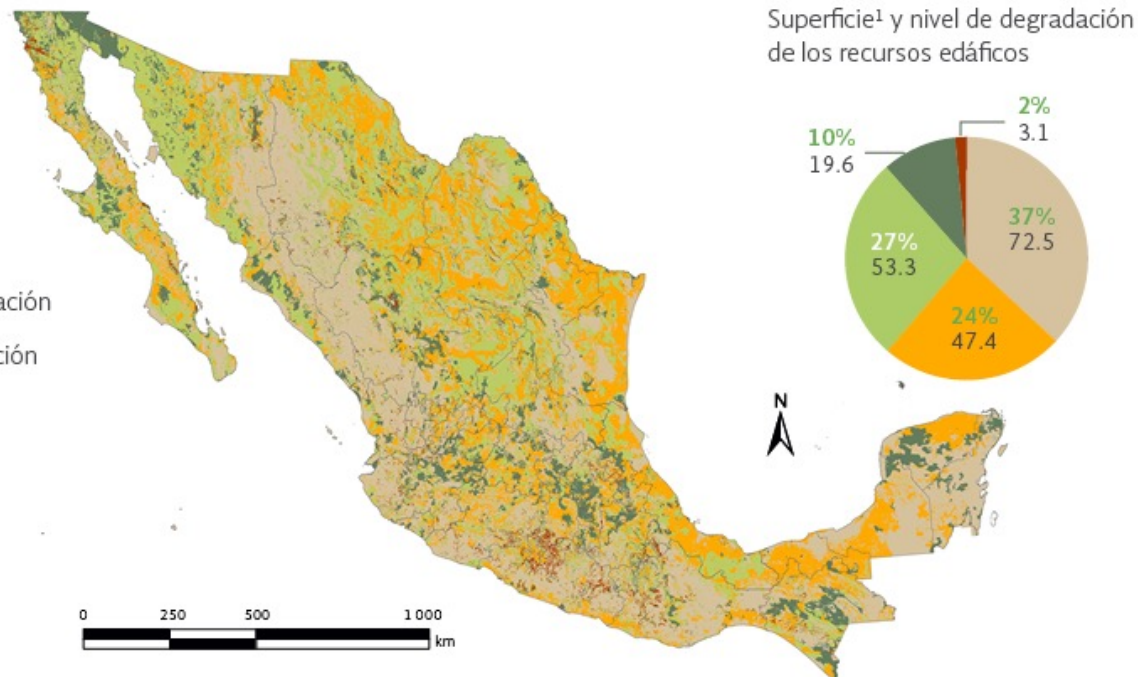 Superficie¹ y nivel de degradación
de los recursos edáficos
2%
3.1
10%
19.6
37%
72.5
27%
53.3
24%
47.4
ación
ción
N
0 250 500 1 000
km